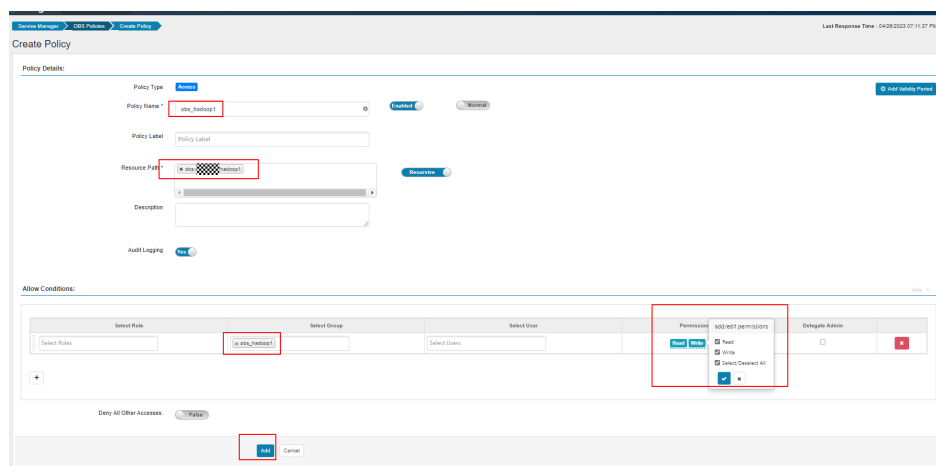 Service Manager OBS Policies Create Policy
Last Response Time : 04/26/2023 07:11:37 PM
Create Policy
Policy Details:
Policy Type Access
Add Validity Period
Policy Name * obs_hadoop1 Enabled Normal
Policy Label Policy Label
Resource Path * obs: hadoop1 Recursive
Description
Audit Logging Yes
Allow Conditions:
Select Role Select Group Select User Permissions Delegate Admin
add/edit permissions
Select Roles obs_hadoop1 Select Users Read Write
Read
Write
Select/Deselect All
Deny All Other Accesses: False
Add Cancel